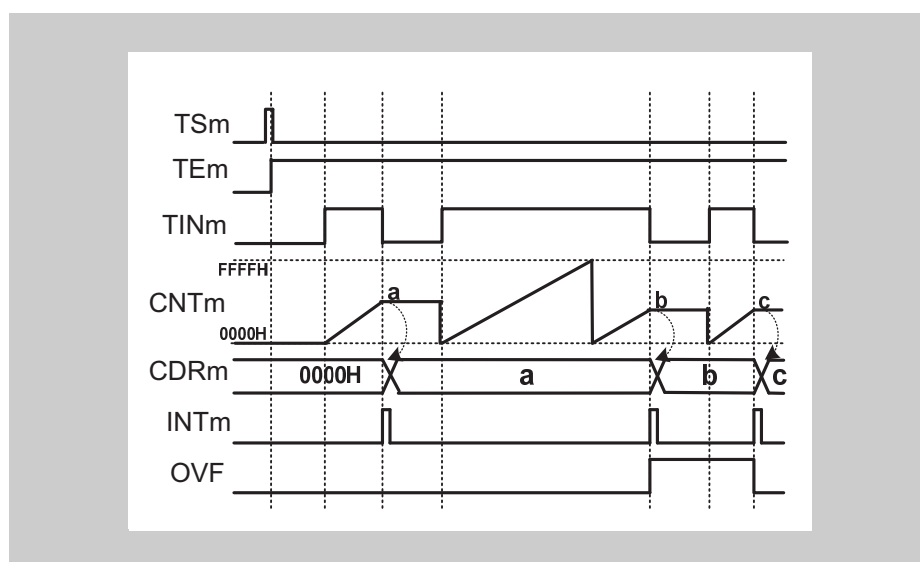 TSm
TEm
TINm
FFFFH
CNTm
a
b
c
0000H
CDRm
0000H
a
b
c
INTm
OVF